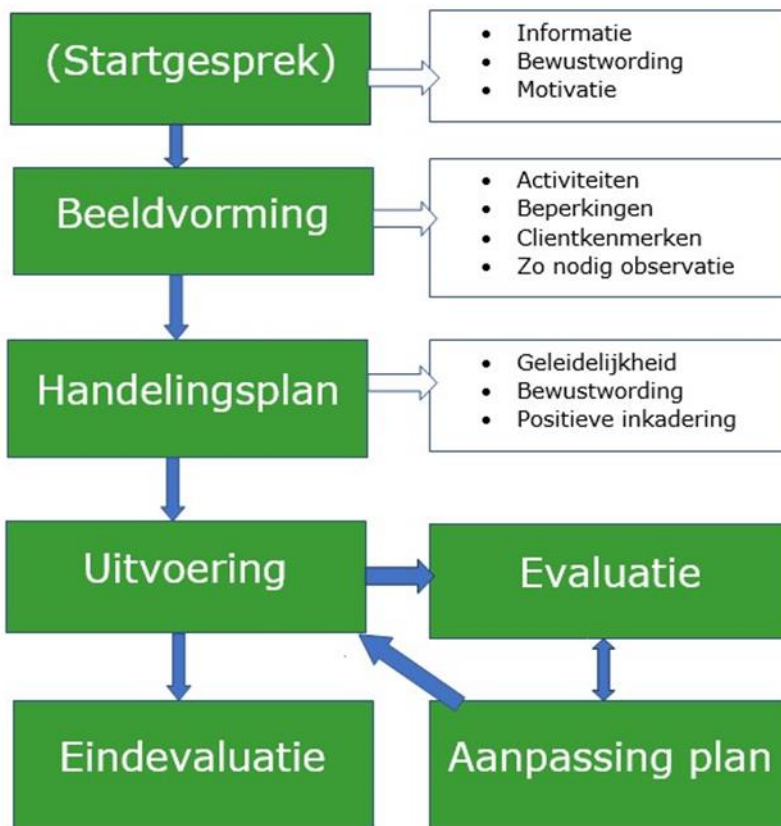 (Startgesprek)
• Informatie
• Bewustwording
• Motivatie
Beeldvorming
• Activiteiten
• Beperkingen
• Clientkenmerken
• Zo nodig observatie
Handelingsplan
• Geleidelijkheid
• Bewustwording
• Positieve inkadering
Uitvoering
Evaluatie
Eindevaluatie
Aanpassing plan